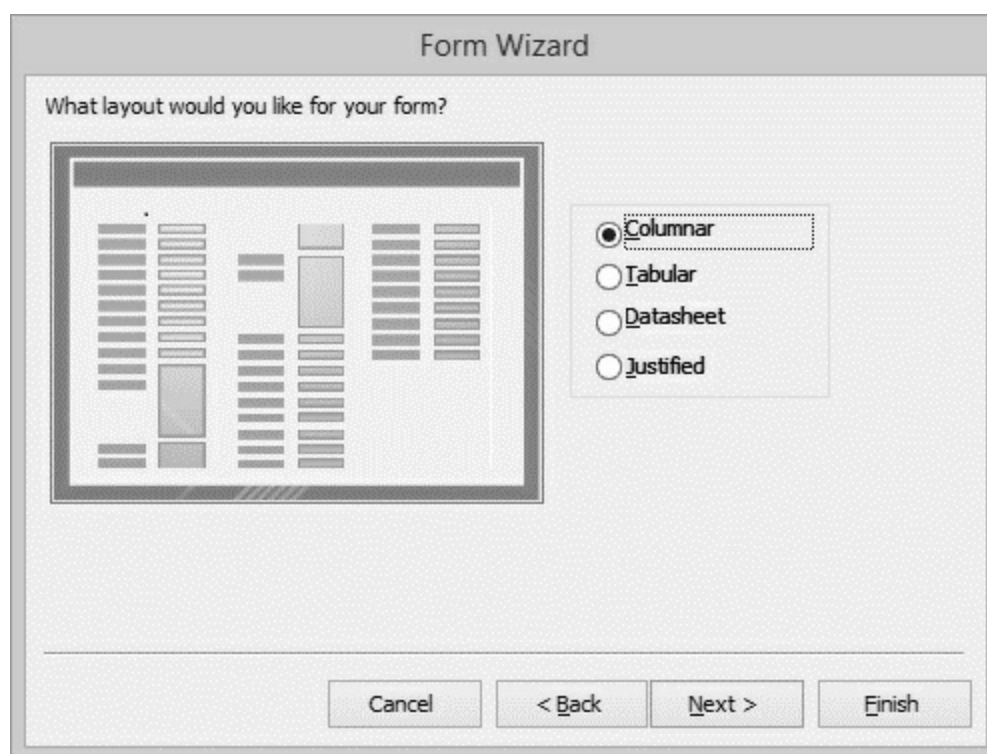 Form Wizard
What layout would you like for your form?
Columnar
Tabular
Datasheet
Justified
Cancel
< Back
Next >
Finish